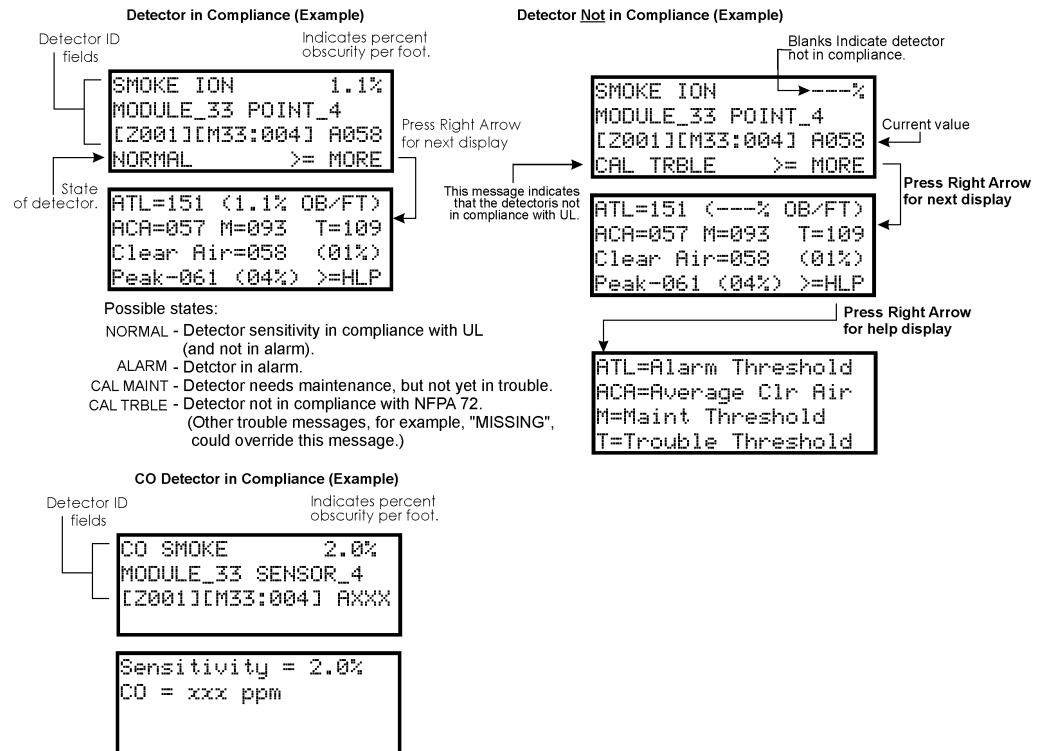 Detector in Compliance (Example)
Detector ID
fields
Indicates percent
obscurity per foot.
SMOKE ION 1.1%
MODULE_33 POINT_4
[Z001][M33:004] A058
NORMAL >= MORE
State
of detector.
Press Right Arrow
for next display
ATL=151 (1.1% OB/FT)
ACA=057 M=093 T=109
Clear Air=058 (01%)
Peak-061 (04%) >=HLP
Possible states:
NORMAL - Detector sensitivity in compliance with UL
(and not in alarm).
ALARM - Detctor in alarm.
CAL MAINT - Detector needs maintenance, but not yet in trouble.
CAL TRBLE - Detector not in compliance with NFPA 72.
(Other trouble messages, for example, "MISSING",
could override this message.)
Detector Not in Compliance (Example)
Blanks Indicate detector
not in compliance.
SMOKE ION ---%
MODULE_33 POINT_4
[Z001][M33:004] A058
CAL TRBLE >= MORE
Current value
This message indicates
that the detectoris not
in compliance with UL.
Press Right Arrow
for next display
ATL=151 (---% OB/FT)
ACA=057 M=093 T=109
Clear Air=058 (01%)
Peak-061 (04%) >=HLP
Press Right Arrow
for help display
ATL=Alarm Threshold
ACA=Average Clr Air
M=Maint Threshold
T=Trouble Threshold
CO Detector in Compliance (Example)
Detector ID
fields
Indicates percent
obscurity per foot.
CO SMOKE 2.0%
MODULE_33 SENSOR_4
[Z001][M33:004] AXXX
Sensitivity = 2.0%
CO = xxx ppm